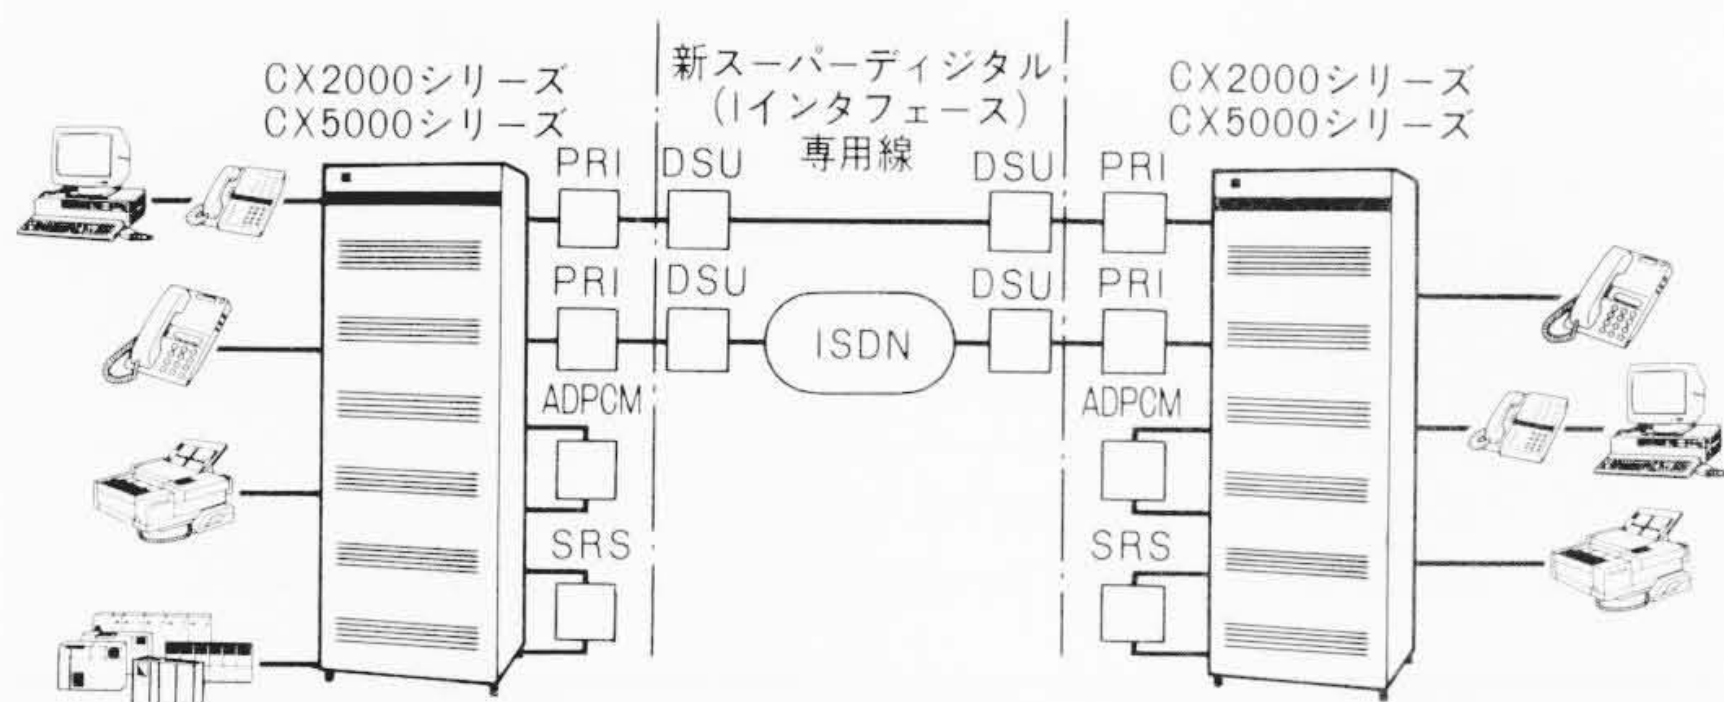 CX2000シリーズ
CX5000シリーズ
新スーパーディジタル
(Iインタフェース)
専用線
CX2000シリーズ
CX5000シリーズ
PRI
DSU
DSU
PRI
PRI
DSU
ISDN
DSU
PRI
ADPCM
ADPCM
SRS
SRS